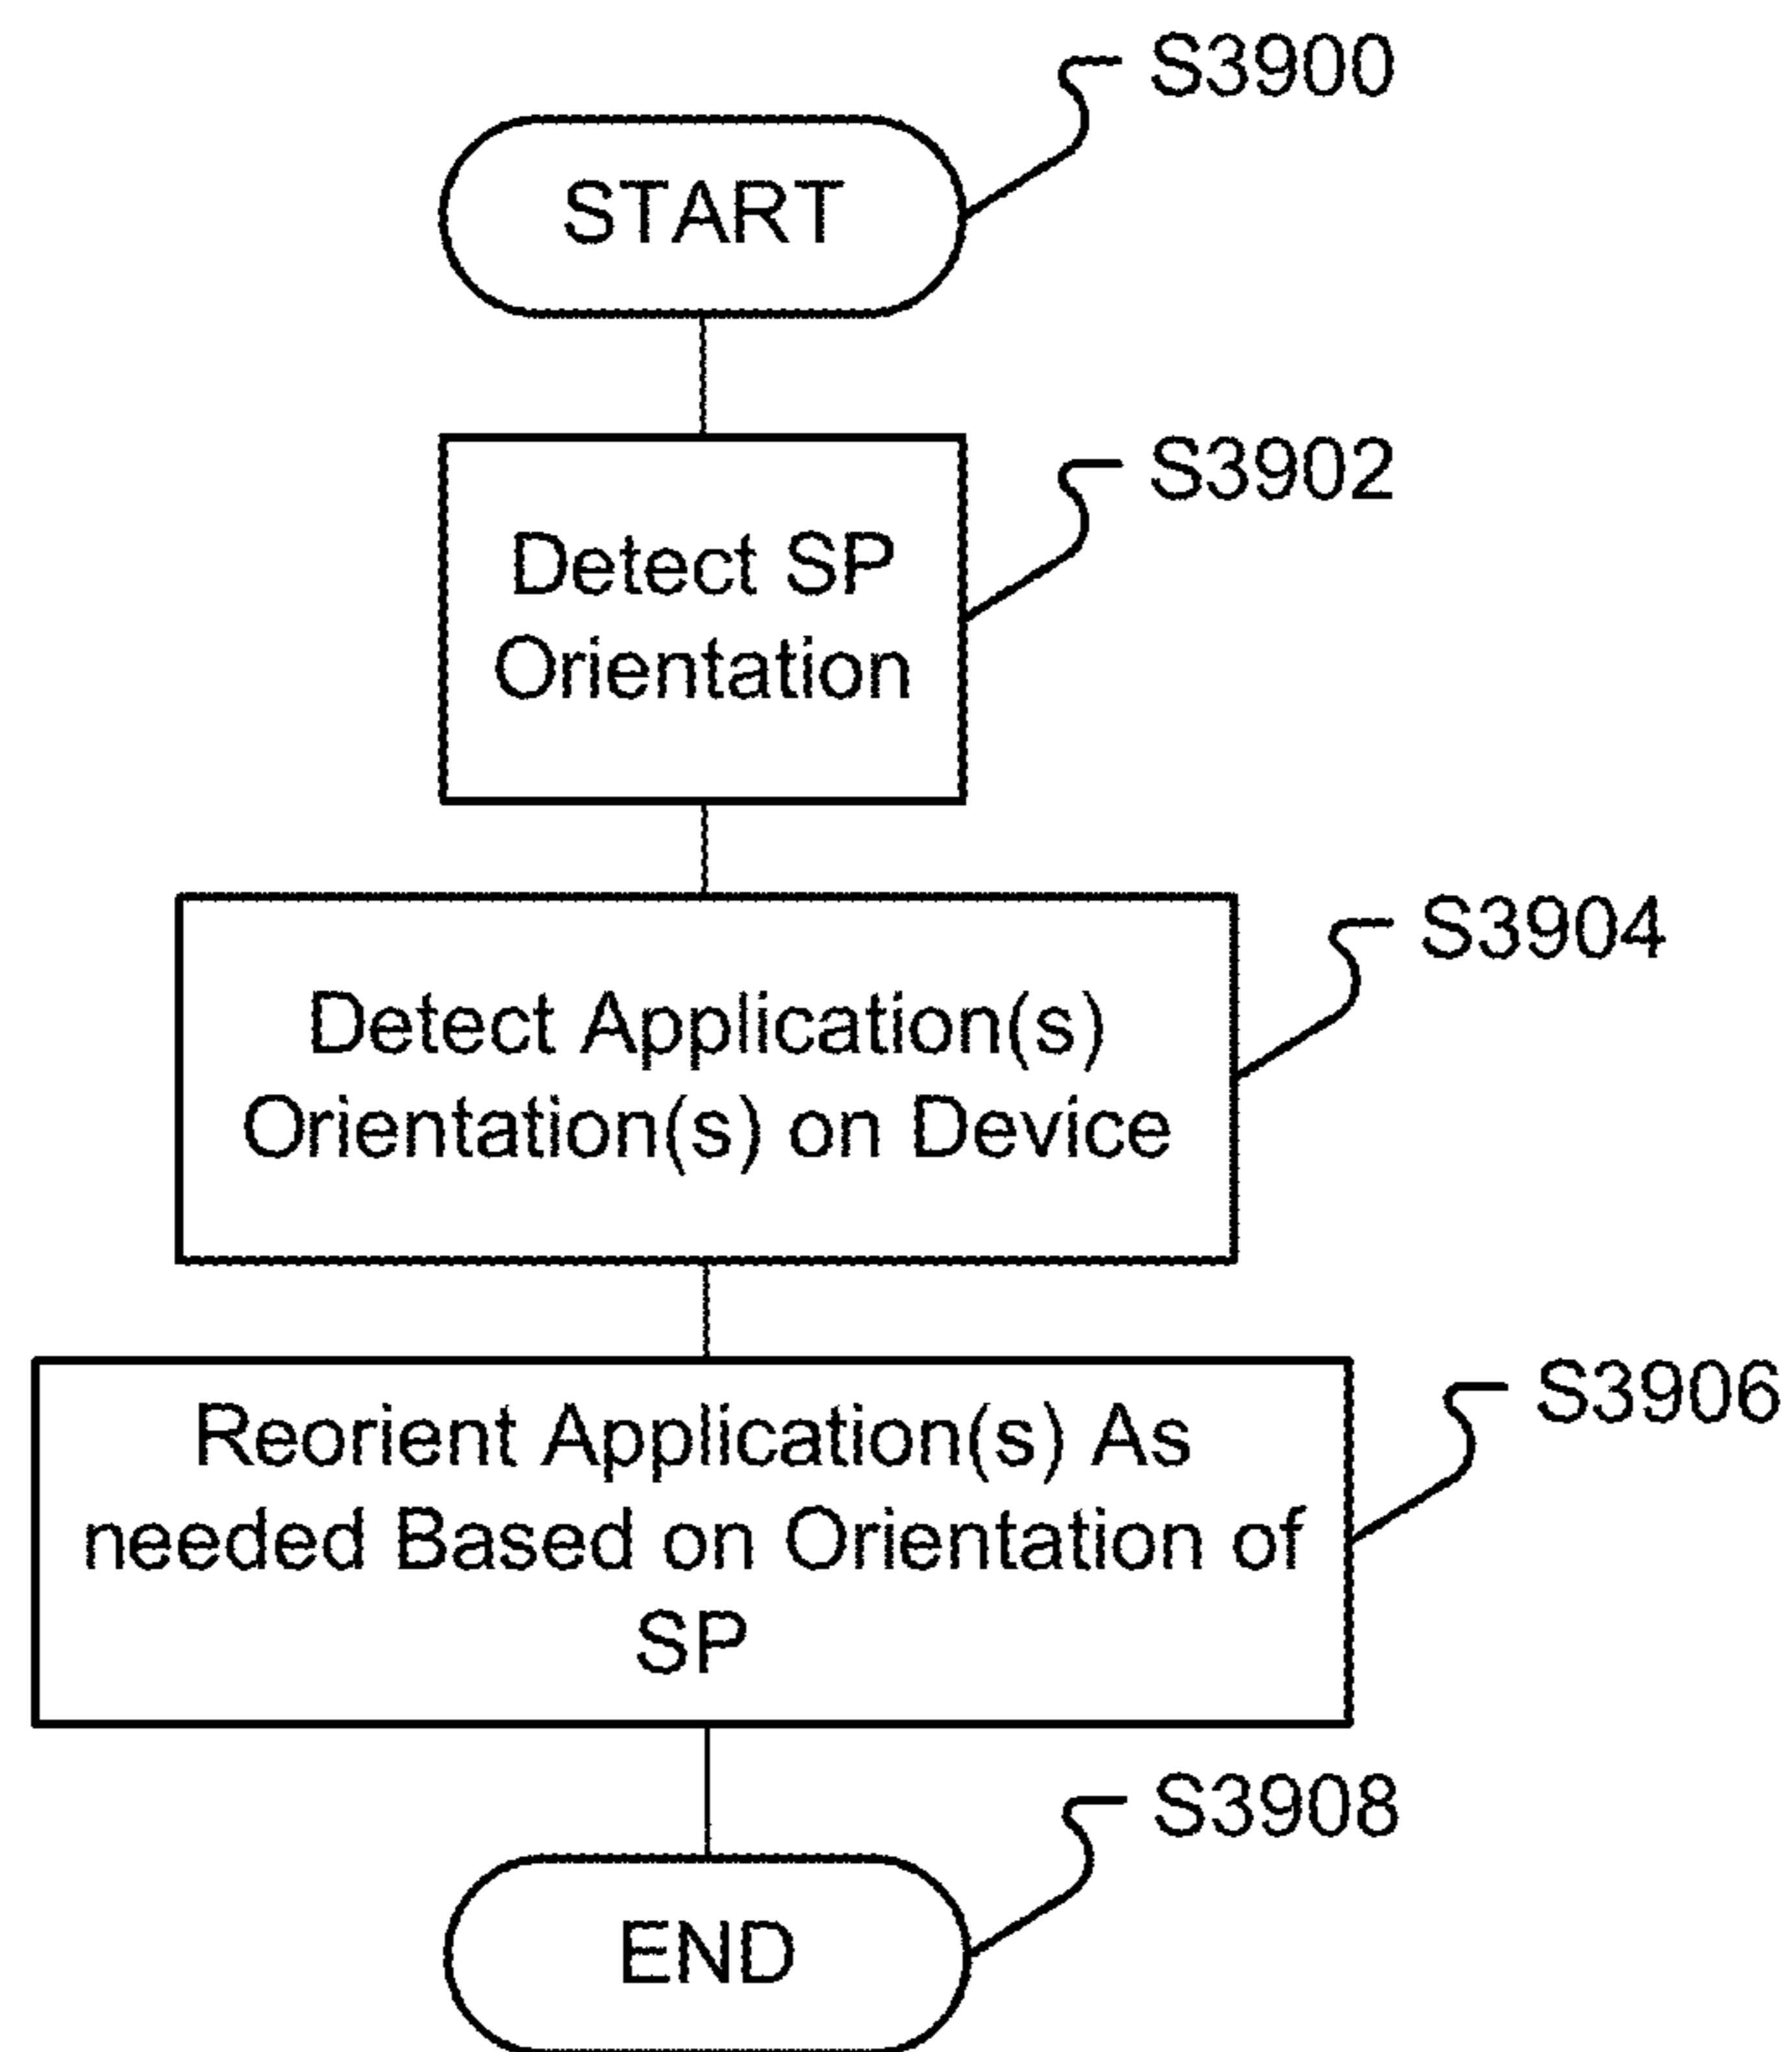 S3900
START
S3902
Detect SP
Orientation
S3904
Detect Application(s)
Orientation(s) on Device
S3906
Reorient Application(s) As
needed Based on Orientation of
SP
S3908
END